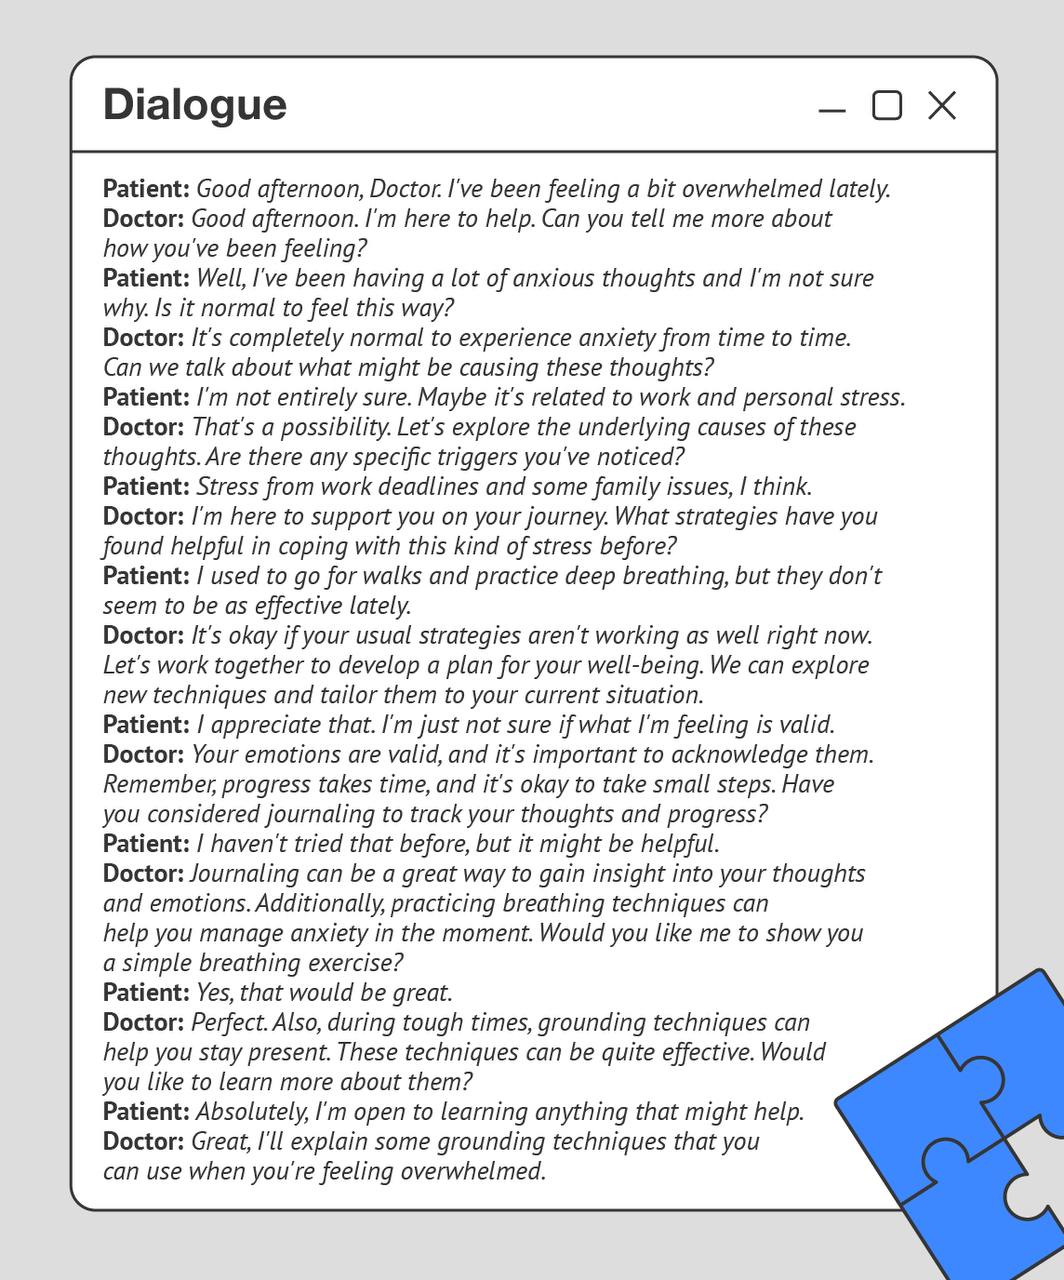 Dialogue
Patient: Good afternoon, Doctor. I've been feeling a bit overwhelmed lately.
Doctor: Good afternoon. I'm here to help. Can you tell me more about
how you've been feeling?
Patient: Well, I've been having a lot of anxious thoughts and I'm not sure
why. Is it normal to feel this way?
Doctor: It's completely normal to experience anxiety from time to time.
Can we talk about what might be causing these thoughts?
Patient: I'm not entirely sure. Maybe it's related to work and personal stress.
Doctor: That's a possibility. Let's explore the underlying causes of these
thoughts. Are there any specific triggers you've noticed?
Patient: Stress from work deadlines and some family issues, I think.
Doctor: I'm here to support you on your journey. What strategies have you
found helpful in coping with this kind of stress before?
Patient: I used to go for walks and practice deep breathing, but they don't
seem to be as effective lately.
Doctor: It's okay if your usual strategies aren't working as well right now.
Let's work together to develop a plan for your well-being. We can explore
new techniques and tailor them to your current situation.
Patient: I appreciate that. I'm just not sure if what I'm feeling is valid.
Doctor: Your emotions are valid, and it's important to acknowledge them.
Remember, progress takes time, and it's okay to take small steps. Have
you considered journaling to track your thoughts and progress?
Patient: I haven't tried that before, but it might be helpful.
Doctor: Journaling can be a great way to gain insight into your thoughts
and emotions. Additionally, practicing breathing techniques can
help you manage anxiety in the moment. Would you like me to show you
a simple breathing exercise?
Patient: Yes, that would be great.
Doctor: Perfect. Also, during tough times, grounding techniques can
help you stay present. These techniques can be quite effective. Would
you like to learn more about them?
Patient: Absolutely, I'm open to learning anything that might help.
Doctor: Great, I'll explain some grounding techniques that you
can use when you're feeling overwhelmed.